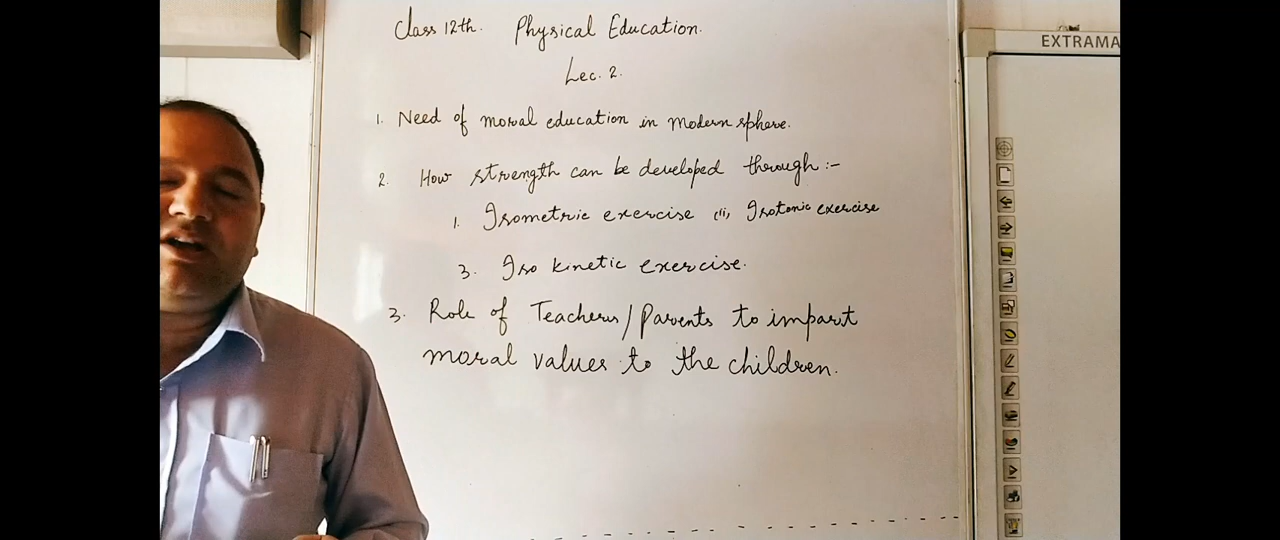 Class 12th. Physical Education.
Lec. 2.
EXTRAMA
1. Need of moral education in modern sphere.
2. How strength can be developed through :-
1. Isometric exercise (ii) Isotonic exercise
3. Iso kinetic exercise.
3. Role of Teachers/Parents to impart
moral values to the children.